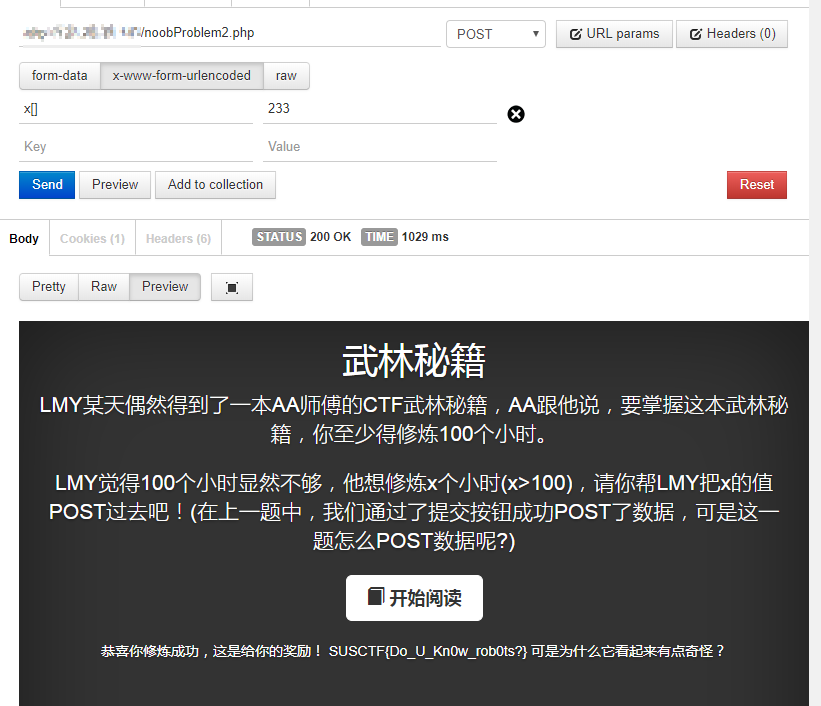 /noobProblem2.php
POST
URL params
Headers (0)
form-data
x-www-form-urlencoded
raw
x[]
233
Key
Value
Send
Preview
Add to collection
Reset
Body
Cookies (1)
Headers (6)
STATUS 200 OK
TIME 1029 ms
Pretty
Raw
Preview
武林秘籍
LMY某天偶然得到了一本AA师傅的CTF武林秘籍，AA跟他说，要掌握这本武林秘
籍，你至少得修炼100个小时。
LMY觉得100个小时显然不够，他想修炼x个小时(x>100)，请你帮LMY把x的值
POST过去吧！(在上一题中，我们通过了提交按钮成功POST了数据，可是这一
题怎么POST数据呢?)
开始阅读
恭喜你修炼成功，这是给你的奖励！ SUSCTF{Do_U_Kn0w_rob0ts?} 可是为什么它看起来有点奇怪？